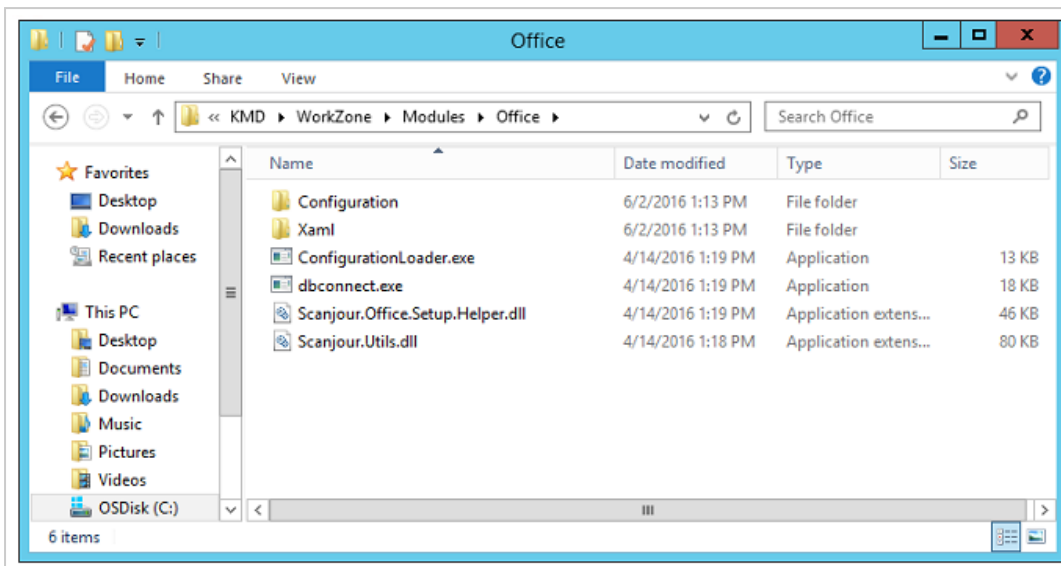 Office
File Home Share View
« KMD ▸ WorkZone ▸ Modules ▸ Office ▸ Search Office
Favorites
Desktop
Downloads
Recent places
This PC
Desktop
Documents
Downloads
Music
Pictures
Videos
OSDisk (C:)
Name Date modified Type Size
Configuration 6/2/2016 1:13 PM File folder
Xaml 6/2/2016 1:13 PM File folder
ConfigurationLoader.exe 4/14/2016 1:19 PM Application 13 KB
dbconnect.exe 4/14/2016 1:19 PM Application 18 KB
Scanjour.Office.Setup.Helper.dll 4/14/2016 1:19 PM Application extens... 46 KB
Scanjour.Utils.dll 4/14/2016 1:18 PM Application extens... 80 KB
6 items